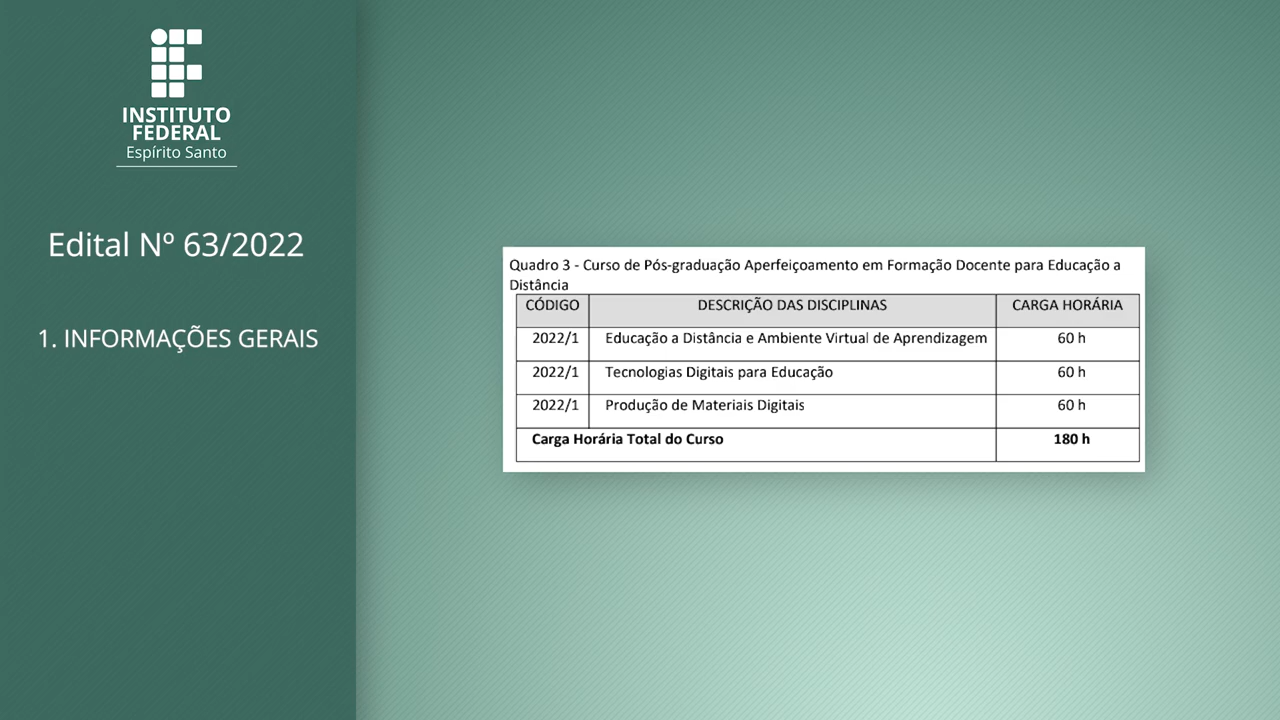 INSTITUTO
FEDERAL
Espírito Santo
Edital Nº 63/2022
1. INFORMAÇÕES GERAIS
Quadro 3 - Curso de Pós-graduação Aperfeiçoamento em Formação Docente para Educação a
Distância
CÓDIGO DESCRIÇÃO DAS DISCIPLINAS CARGA HORÁRIA
2022/1 Educação a Distância e Ambiente Virtual de Aprendizagem 60 h
2022/1 Tecnologias Digitais para Educação 60 h
2022/1 Produção de Materiais Digitais 60 h
Carga Horária Total do Curso 180 h